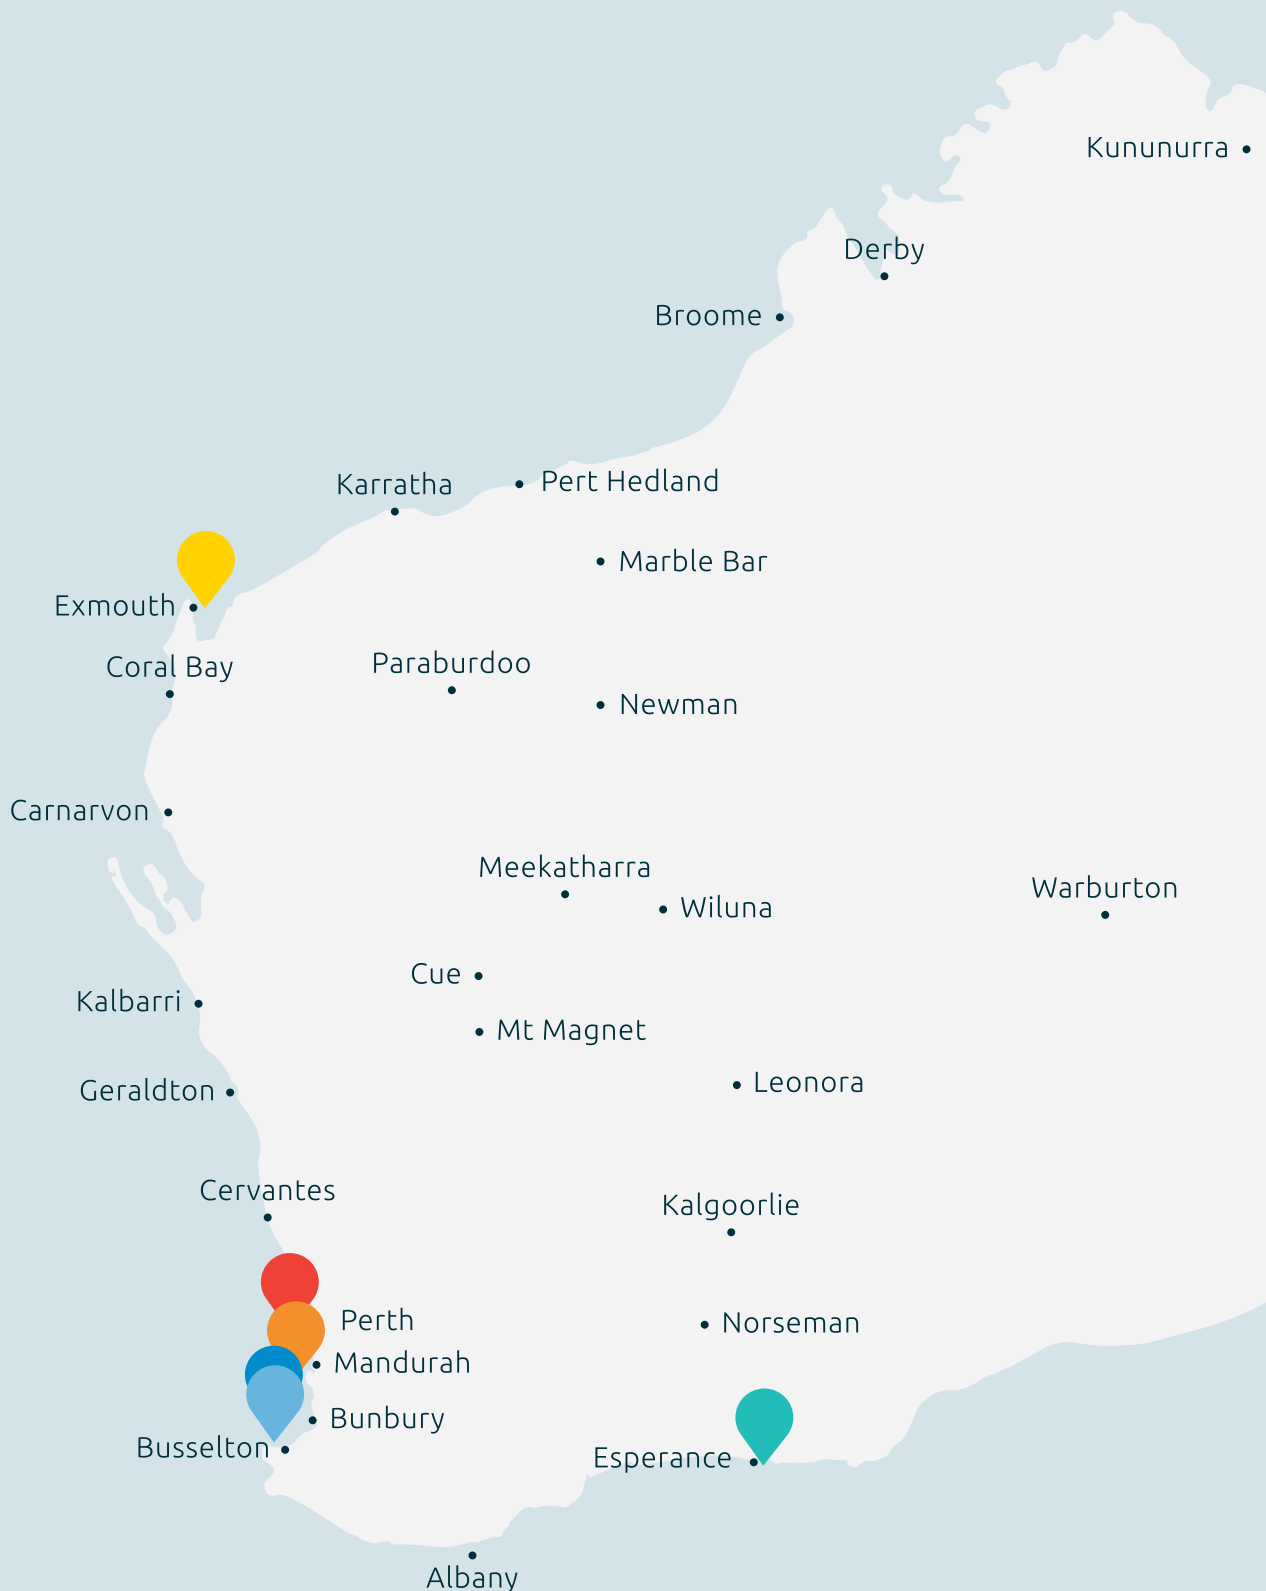 Kununurra
Derby
Broome
Karratha
Pert Hedland
Marble Bar
Exmouth
Coral Bay
Paraburdoo
Newman
Carnarvon
Meekatharra
Wiluna
Warburton
Cue
Kalbarri
Mt Magnet
Geraldton
Leonora
Cervantes
Kalgoorlie
Perth
Norseman
Mandurah
Bunbury
Busselton
Esperance
Albany